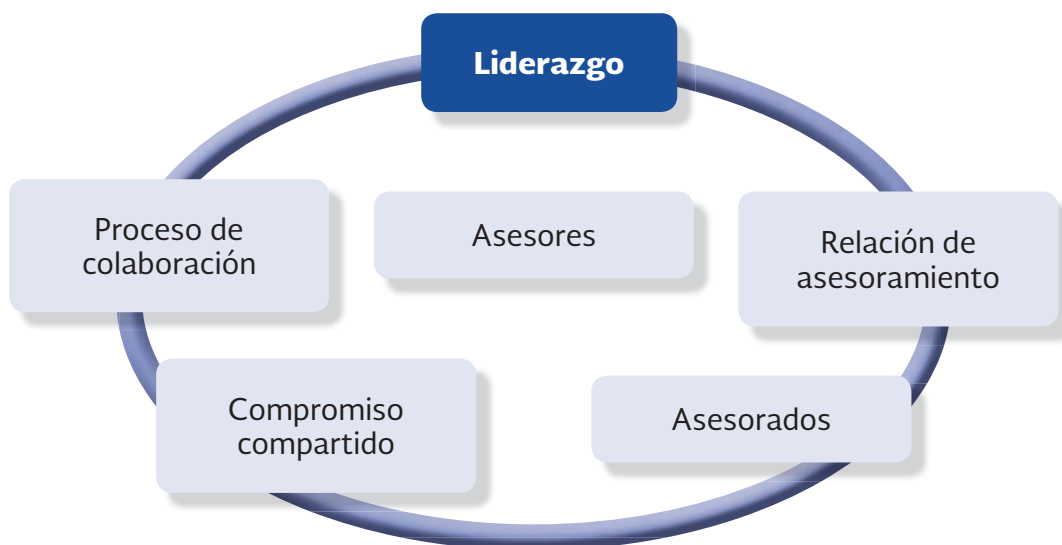 Liderazgo
Proceso de
colaboración
Asesores
Relación de
asesoramiento
Compromiso
compartido
Asesorados